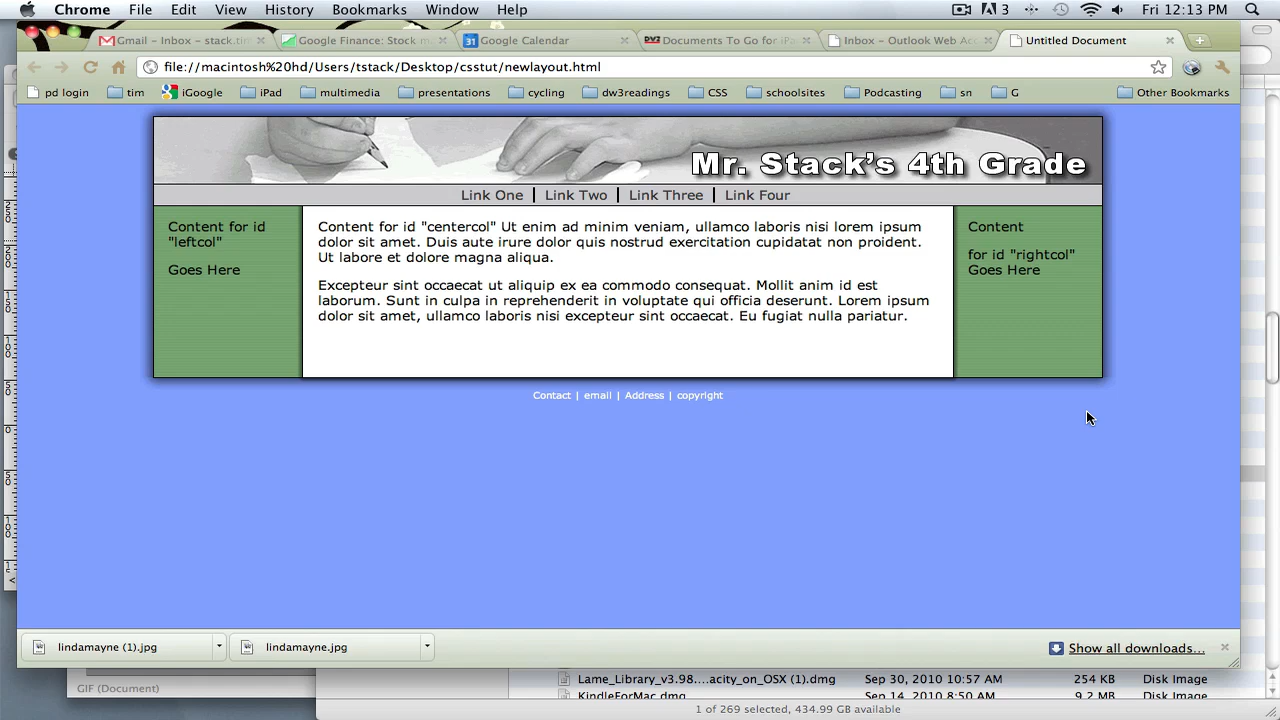 Chrome File Edit View History Bookmarks Window Help 3 Fri 12:13 PM
Gmail – Inbox – stack.tim Google Finance: Stock m Google Calendar Documents To Go for iPa Inbox – Outlook Web Acc Untitled Document
file://macintosh%20hd/Users/tstack/Desktop/csstut/newlayout.html
pd login tim iGoogle iPad multimedia presentations cycling dw3readings CSS schoolsites Podcasting sn G Other Bookmarks
Mr. Stack's 4th Grade
Link One | Link Two | Link Three | Link Four
Content for id
"leftcol"
Goes Here
Content for id "centercol" Ut enim ad minim veniam, ullamco laboris nisi lorem ipsum
dolor sit amet. Duis aute irure dolor quis nostrud exercitation cupidatat non proident.
Ut labore et dolore magna aliqua.
Excepteur sint occaecat ut aliquip ex ea commodo consequat. Mollit anim id est
laborum. Sunt in culpa in reprehenderit in voluptate qui officia deserunt. Lorem ipsum
dolor sit amet, ullamco laboris nisi excepteur sint occaecat. Eu fugiat nulla pariatur.
Content
for id "rightcol"
Goes Here
Contact | email | Address | copyright
lindamayne (1).jpg lindamayne.jpg Show all downloads...
GIF (Document)
Lame_Library_v3.98....acity_on_OSX (1).dmg Sep 30, 2010 10:57 AM 254 KB Disk Image
KindleForMac.dmg Sep 14, 2010 8:50 AM 9.2 MB Disk Image
1 of 269 selected, 434.99 GB available